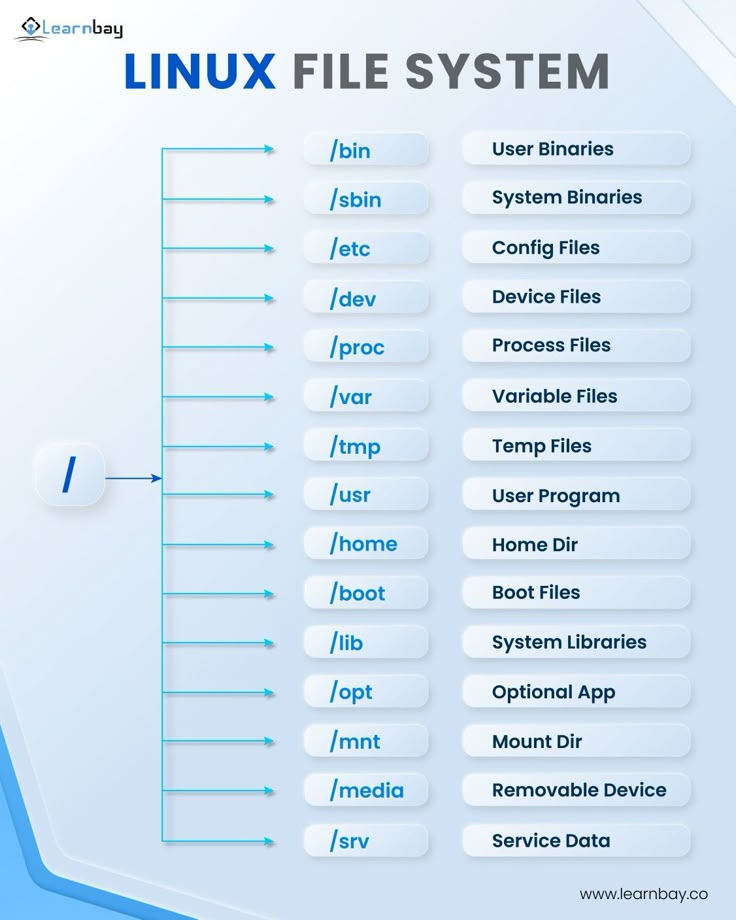 Learnbay
LINUX FILE SYSTEM
/
/bin User Binaries
/sbin System Binaries
/etc Config Files
/dev Device Files
/proc Process Files
/var Variable Files
/tmp Temp Files
/usr User Program
/home Home Dir
/boot Boot Files
/lib System Libraries
/opt Optional App
/mnt Mount Dir
/media Removable Device
/srv Service Data
www.learnbay.co